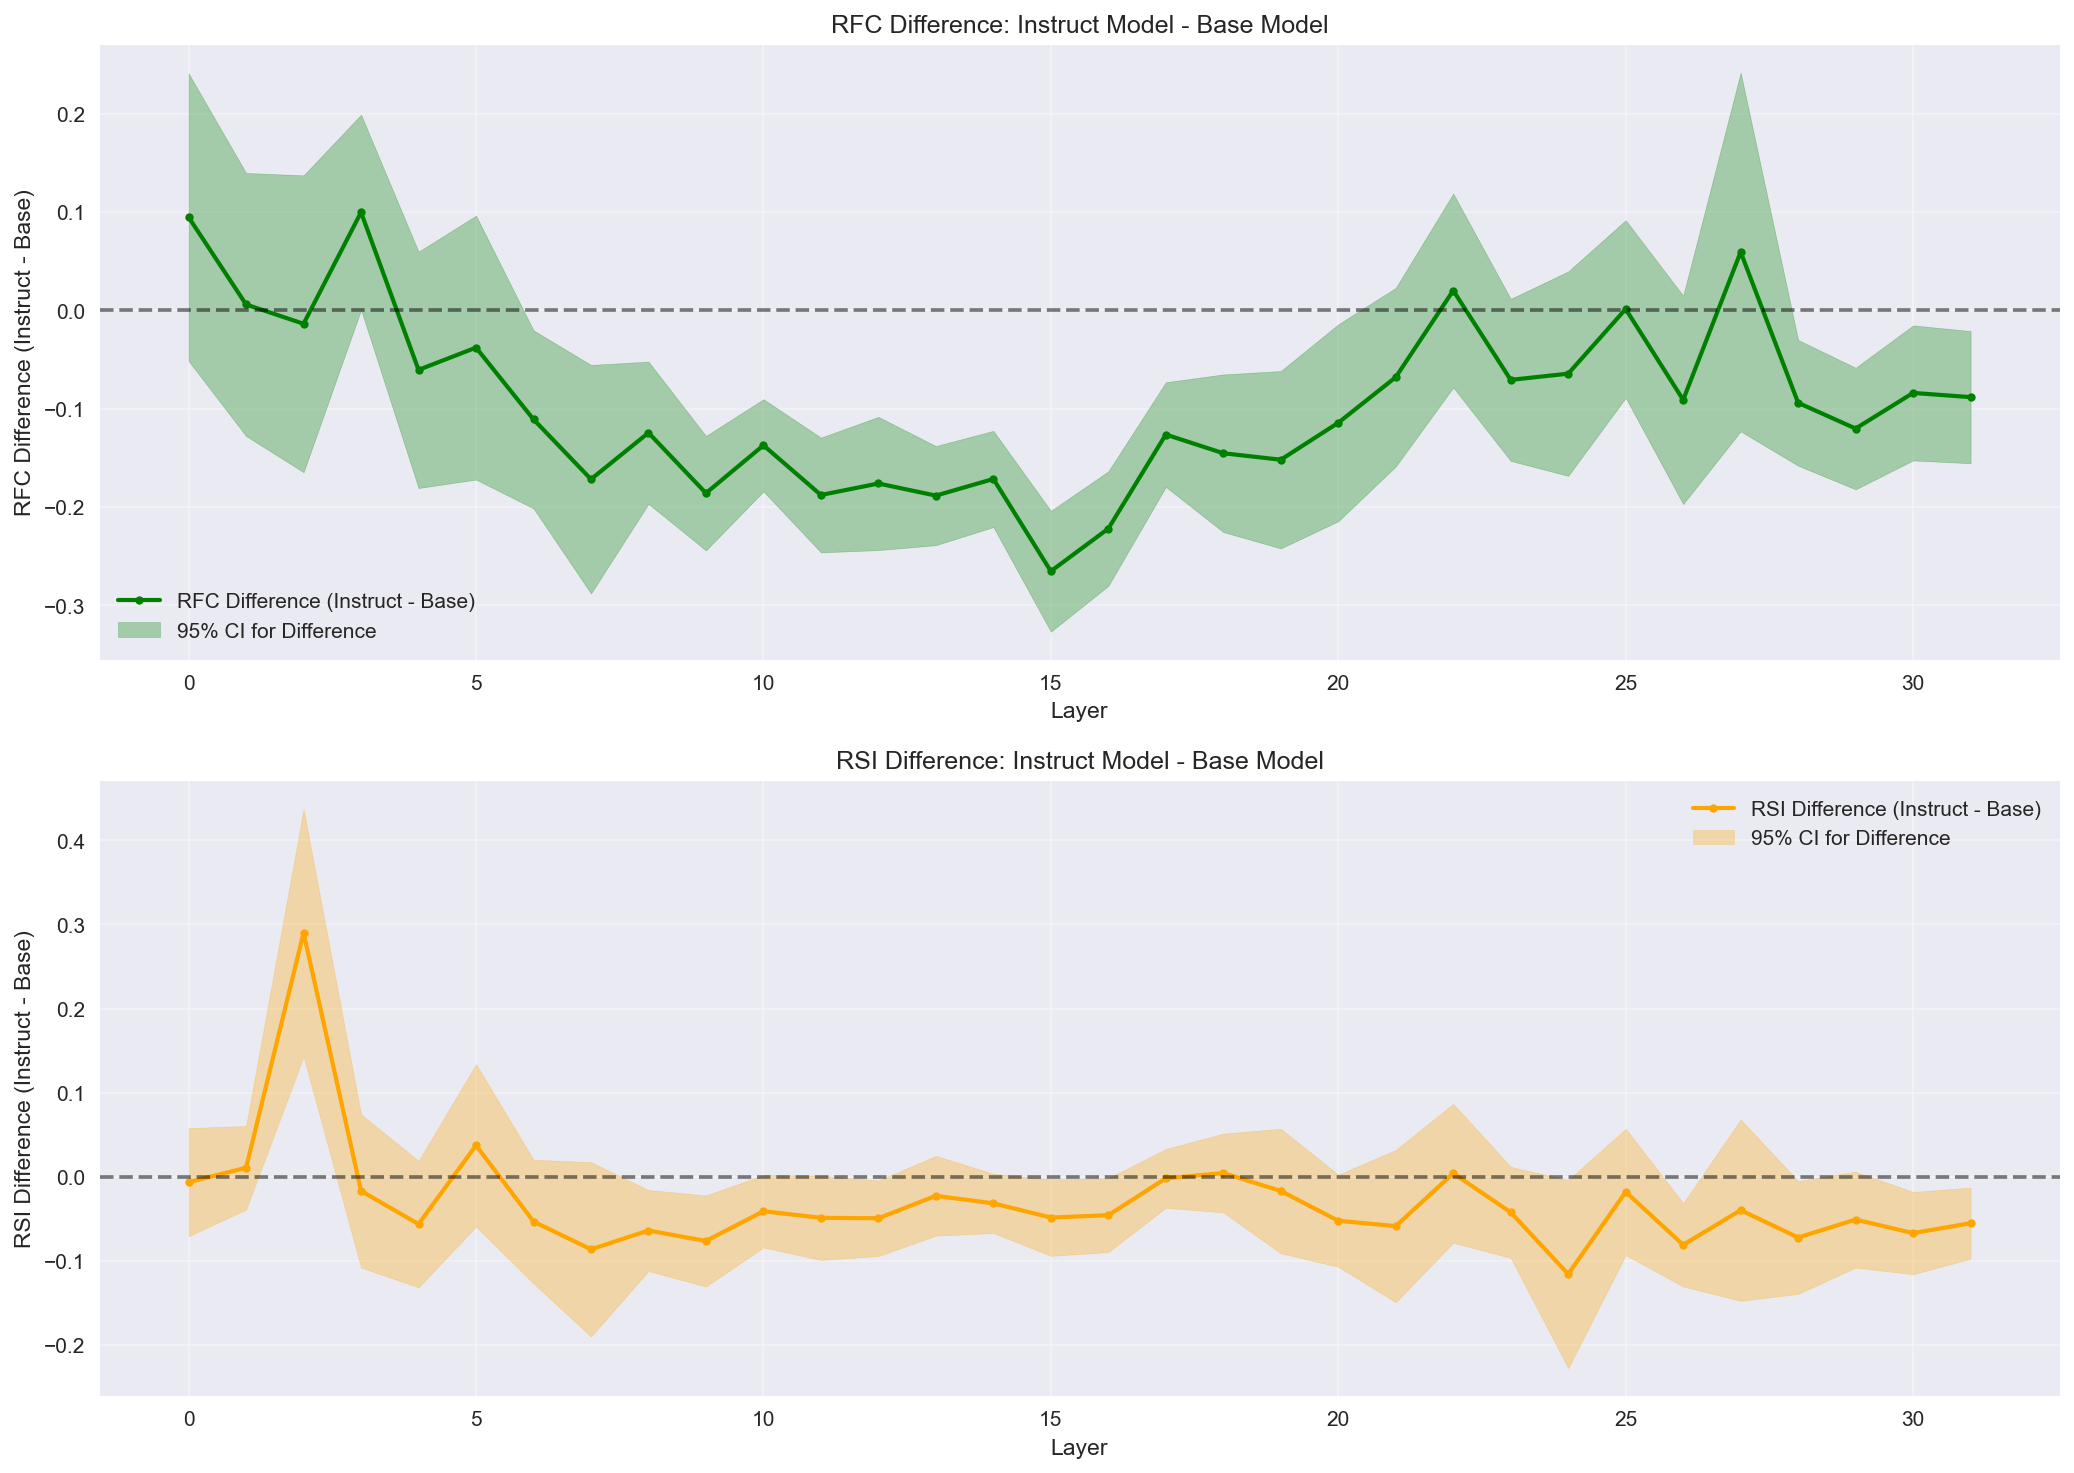 RFC Difference: Instruct Model - Base Model
RFC Difference (Instruct - Base)
0.2
0.1
0.0
−0.1
−0.2
−0.3
RFC Difference (Instruct - Base)
95% CI for Difference
0 5 10 15 20 25 30
Layer
RSI Difference: Instruct Model - Base Model
RSI Difference (Instruct - Base)
0.4
0.3
0.2
0.1
0.0
−0.1
−0.2
RSI Difference (Instruct - Base)
95% CI for Difference
0 5 10 15 20 25 30
Layer